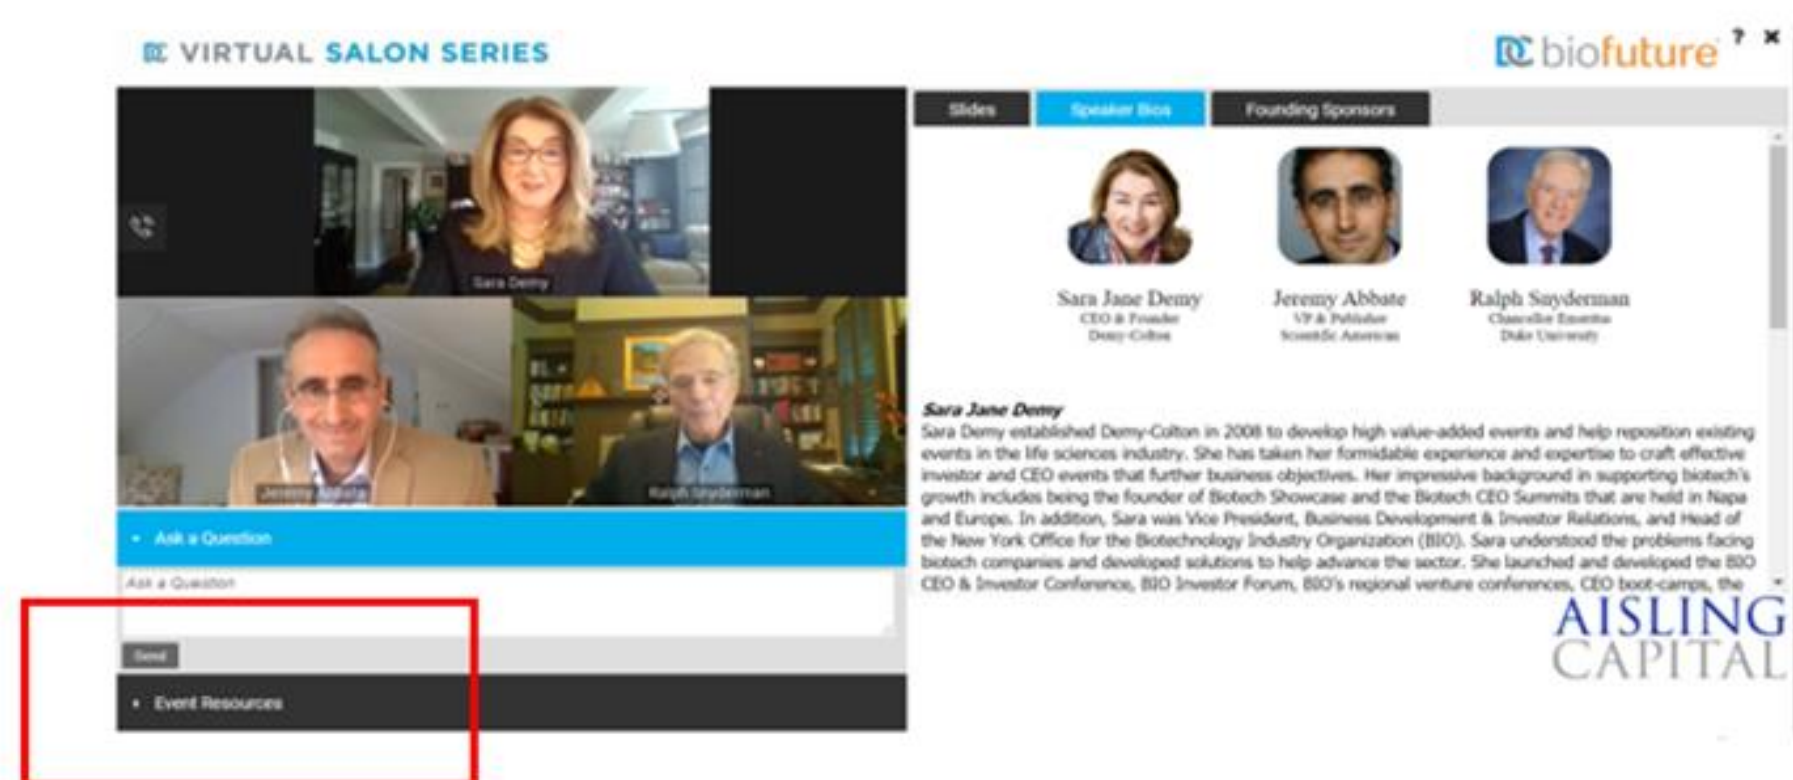 DC VIRTUAL SALON SERIES
DC biofuture
? ✖
Sara Demy
Jeremy Abbate
Ralph Snyderman
Ask a Question
Ask a Question
Send
Event Resources
Slides
Speaker Bios
Founding Sponsors
Sara Jane Demy
CEO & Founder
Demy-Colton
Jeremy Abbate
VP & Publisher
Scientific American
Ralph Snyderman
Chancellor Emeritus
Duke University
Sara Jane Demy
Sara Demy established Demy-Colton in 2008 to develop high value-added events and help reposition existing
events in the life sciences industry. She has taken her formidable experience and expertise to craft effective
investor and CEO events that further business objectives. Her impressive background in supporting biotech's
growth includes being the founder of Biotech Showcase and the Biotech CEO Summits that are held in Napa
and Europe. In addition, Sara was Vice President, Business Development & Investor Relations, and Head of
the New York Office for the Biotechnology Industry Organization (BIO). Sara understood the problems facing
biotech companies and developed solutions to help advance the sector. She launched and developed the BIO
CEO & Investor Conference, BIO Investor Forum, BIO's regional venture conferences, CEO boot-camps, the
AISLING
CAPITAL